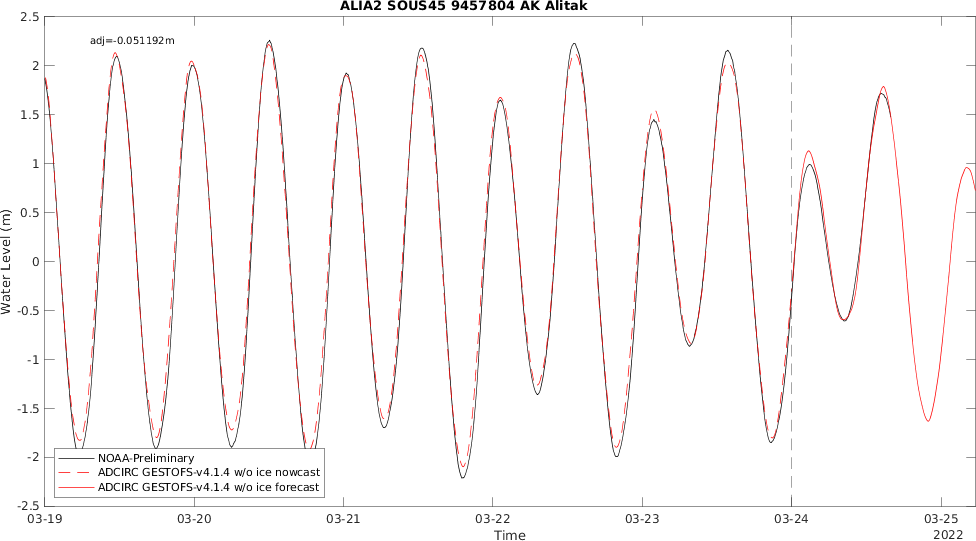 ALIA2 SOUS45 9457804 AK Alitak
adj=-0.051192m
2.5
2
1.5
1
0.5
0
-0.5
-1
-1.5
-2
-2.5
Water Level (m)
NOAA-Preliminary
ADCIRC GESTOFS-v4.1.4 w/o ice nowcast
ADCIRC GESTOFS-v4.1.4 w/o ice forecast
03-19 03-20 03-21 03-22 03-23 03-24 03-25
Time
2022